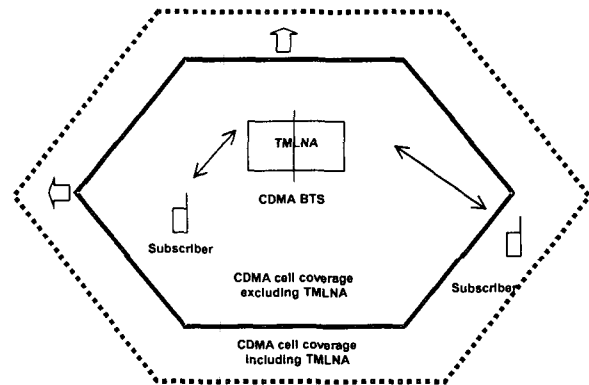 TMLNA
CDMA BTS
Subscriber
Subscriber
CDMA cell coverage
excluding TMLNA
CDMA cell coverage
including TMLNA